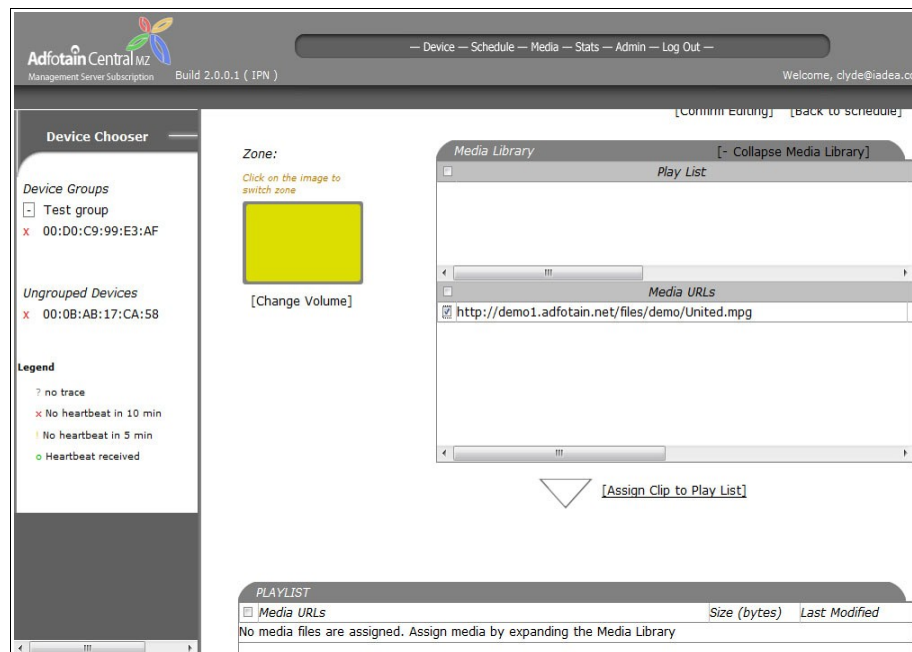 Adfotain Central MZ
Management Server Subscription
Build 2.0.0.1 ( IPN )
— Device — Schedule — Media — Stats — Admin — Log Out —
Welcome, clyde@iadea.co
[Confirm Editing] [Back to schedule]
Device Chooser
Device Groups
- Test group
x 00:D0:C9:99:E3:AF
Ungrouped Devices
x 00:0B:AB:17:CA:58
Legend
? no trace
x No heartbeat in 10 min
! No heartbeat in 5 min
o Heartbeat received
Zone:
Click on the image to
switch zone
[Change Volume]
Media Library
[- Collapse Media Library]
Play List
Media URLs
http://demo1.adfotain.net/files/demo/United.mpg
[Assign Clip to Play List]
PLAYLIST
Media URLs Size (bytes) Last Modified
No media files are assigned. Assign media by expanding the Media Library